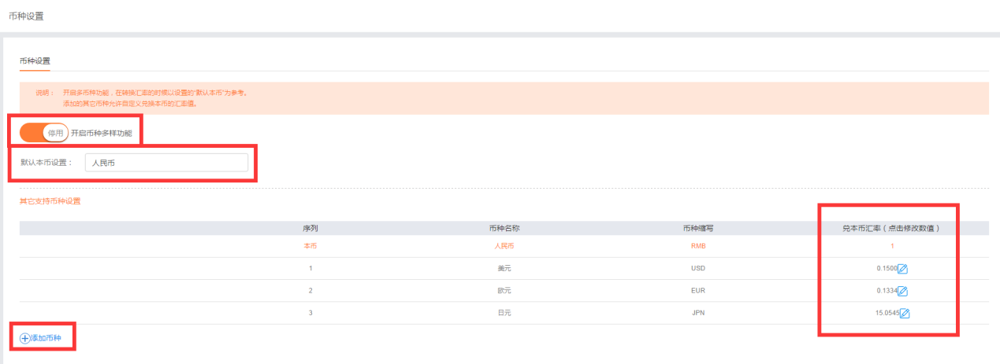 币种设置
币种设置
说明： 开启多币种功能，在转换汇率的时候以设置的"默认本币"为参考。
添加的其它币种允许自定义兑换本币的汇率值。
停用 开启币种多样功能
默认本币设置： 人民币
其它支持币种设置
序列 币种名称 币种缩写 兑本币汇率（点击修改数值）
本币 人民币 RMB 1
1 美元 USD 0.1500
2 欧元 EUR 0.1334
3 日元 JPN 15.0545
添加币种